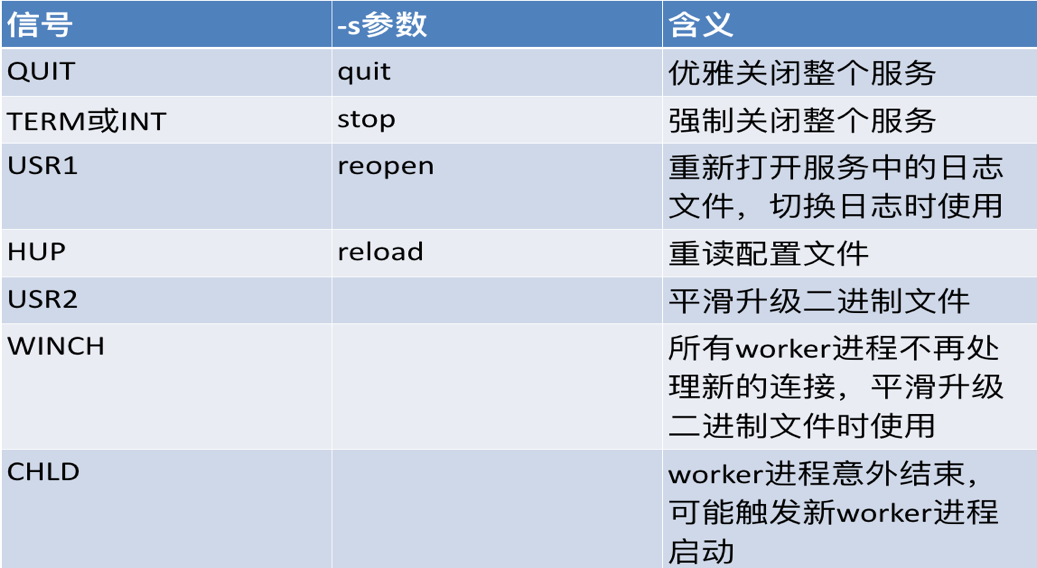 信号 -s参数 含义
QUIT quit 优雅关闭整个服务
TERM或INT stop 强制关闭整个服务
USR1 reopen 重新打开服务中的日志
文件，切换日志时使用
HUP reload 重读配置文件
USR2 平滑升级二进制文件
WINCH 所有worker进程不再处
理新的连接，平滑升级
二进制文件时使用
CHLD worker进程意外结束，
可能触发新worker进程
启动